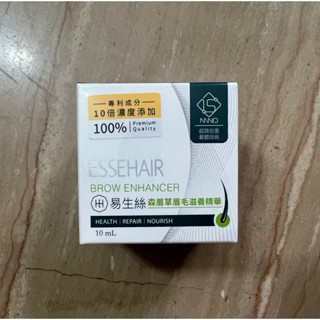 專利成分
10倍濃度添加
100% Premium Quality
NANO
ESSEHAIR
BROW ENHANCER
易生絲 森眉草眉毛滋養精華
HEALTH | REPAIR | NOURISH
10 mL